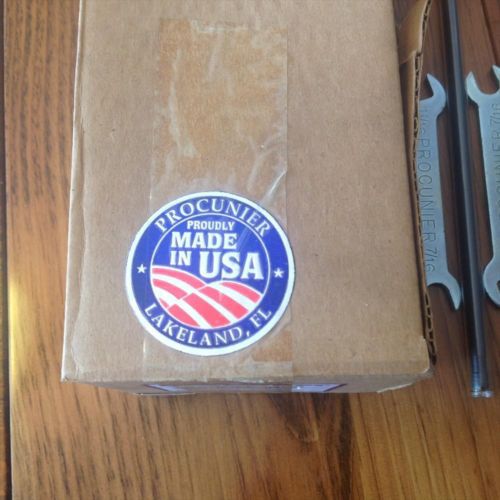 PROCUNIER
PROUDLY
MADE
IN USA
LAKELAND, FL
PROCUNIER 7/16